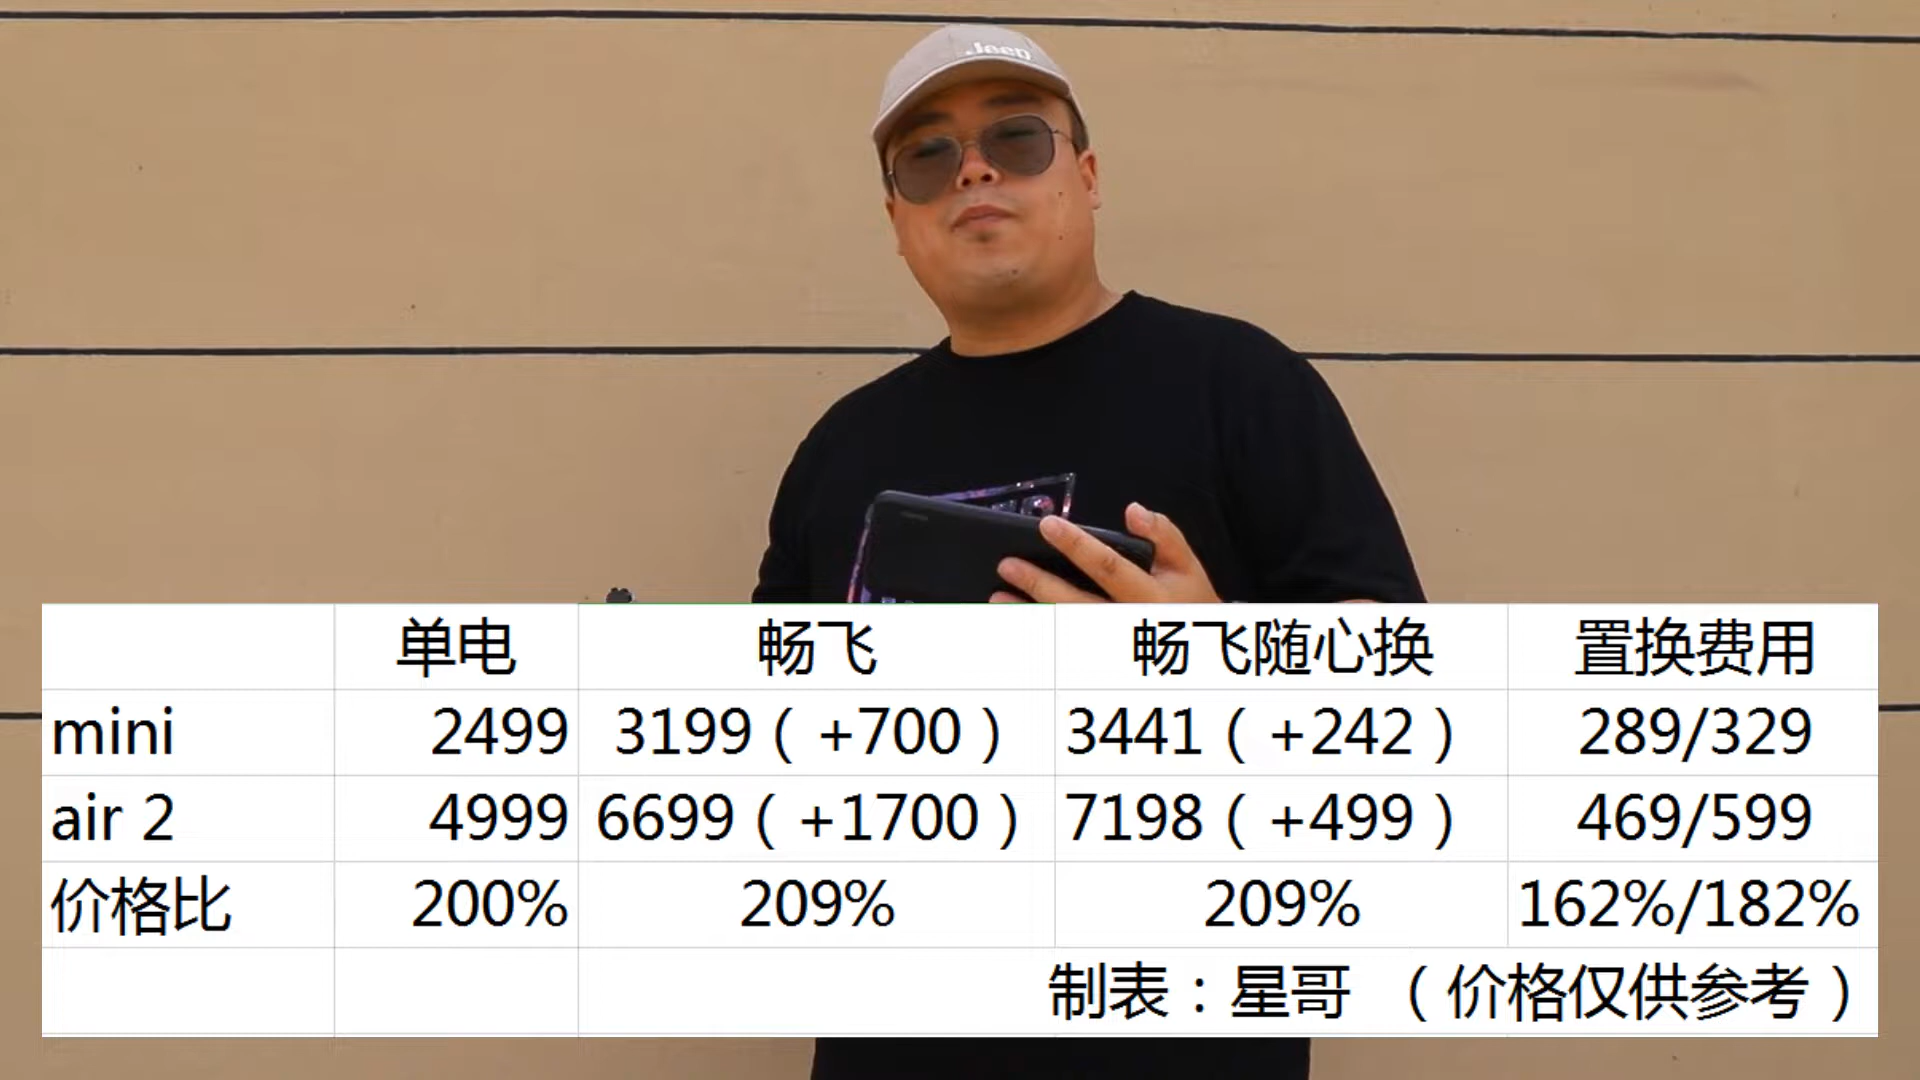 Jeep
单电 畅飞 畅飞随心换 置换费用
mini 2499 3199（+700） 3441（+242） 289/329
air 2 4999 6699（+1700） 7198（+499） 469/599
价格比 200% 209% 209% 162%/182%
制表：星哥 （价格仅供参考）